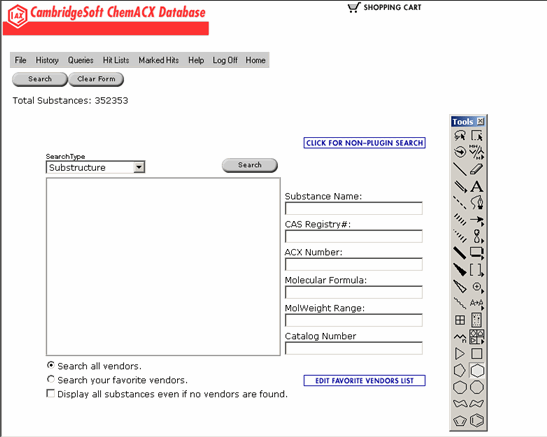 CambridgeSoft ChemACX Database
SHOPPING CART
File History Queries Hit Lists Marked Hits Help Log Off Home
Search Clear Form
Total Substances: 352353
Tools
CLICK FOR NON-PLUGIN SEARCH
SearchType
Substructure
Search
Substance Name:
CAS Registry#:
ACX Number:
Molecular Formula:
MolWeight Range:
Catalog Number
Search all vendors.
Search your favorite vendors.
EDIT FAVORITE VENDORS LIST
Display all substances even if no vendors are found.
A